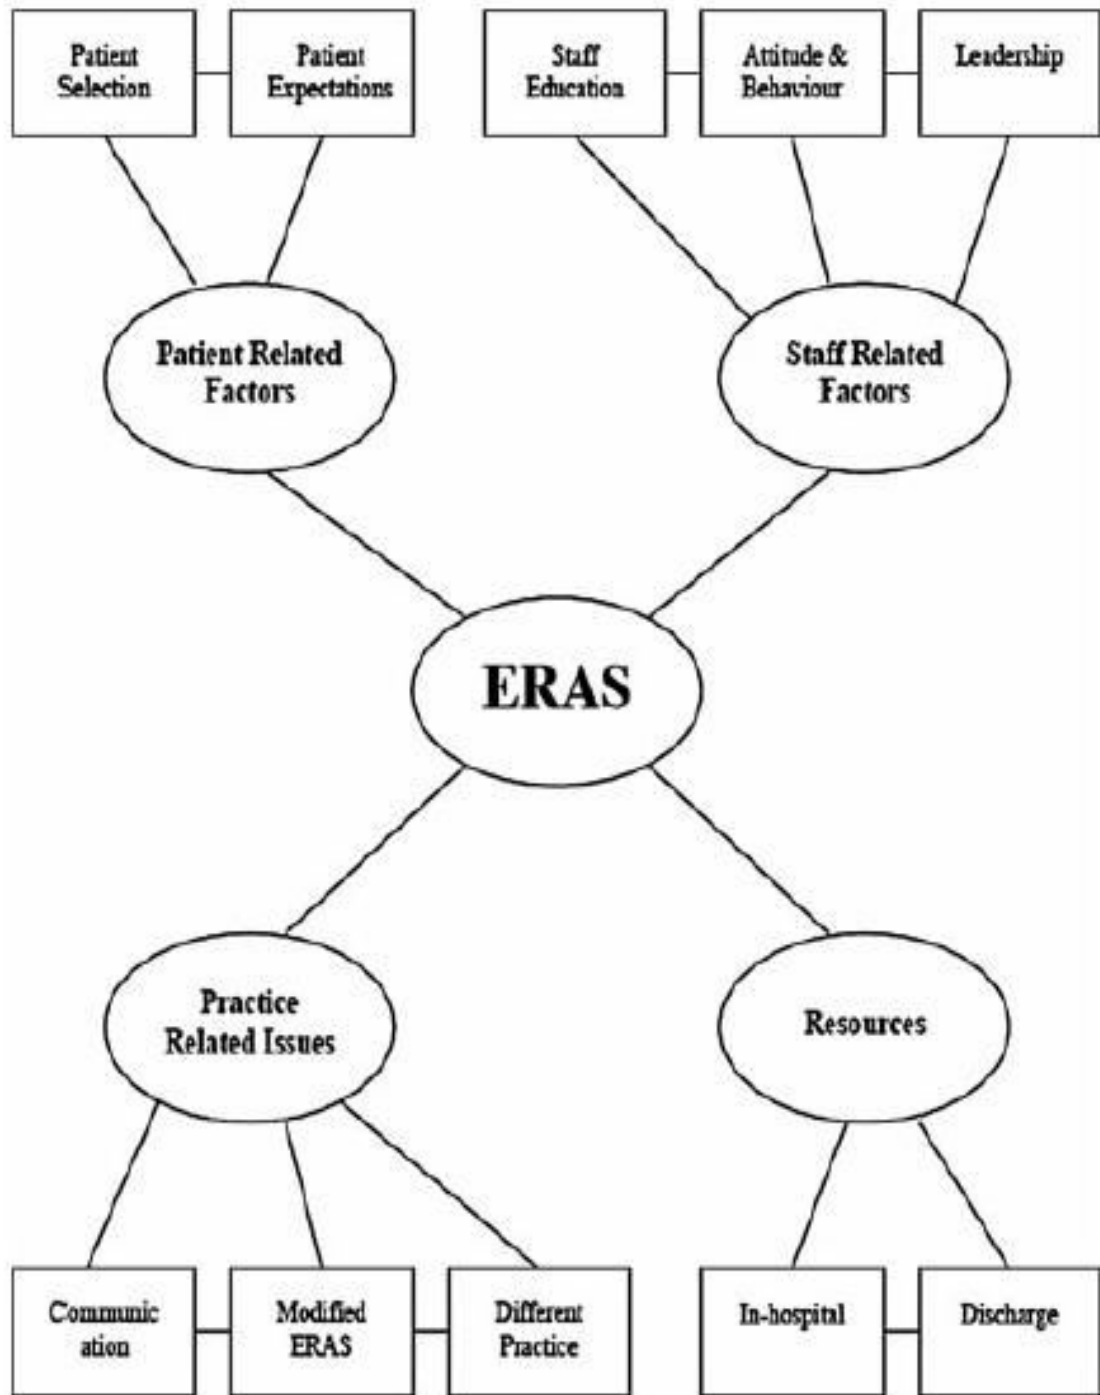 Patient
Selection
Patient
Expectations
Staff
Education
Attitude &
Behaviour
Leadership
Patient Related
Factors
Staff Related
Factors
ERAS
Practice
Related Issues
Resources
Communic
ation
Modified
ERAS
Different
Practice
In-hospital
Discharge